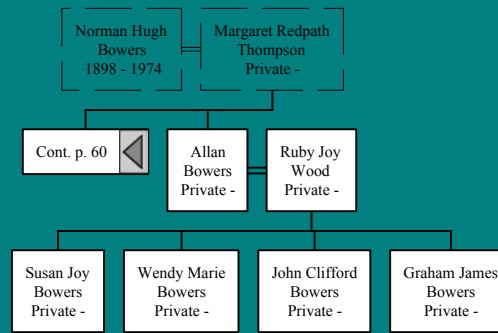 Norman Hugh
Bowers
1898 - 1974
Margaret Redpath
Thompson
Private -
Cont. p. 60
Allan
Bowers
Private -
Ruby Joy
Wood
Private -
Susan Joy
Bowers
Private -
Wendy Marie
Bowers
Private -
John Clifford
Bowers
Private -
Graham James
Bowers
Private -